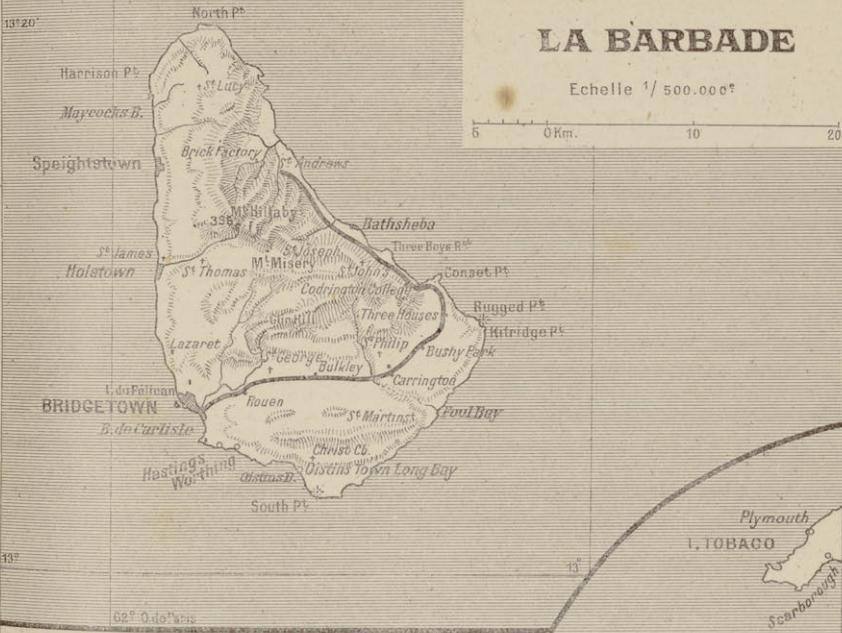 13°20'
North Pt.
LA BARBADE
Echelle 1/500.000e
5 0 Km. 10 20
Harrison Pt.
St Lucy
Maycocks B.
Brick Factory
Speightstown
St Andrews
Mt Hillaby
Bathsheba
St James
St Joseph
Three Boys Rk
Holetown
St Thomas
Mt Misery
St John's
Conset Pt.
Codrington College
Three Houses
Rugged Pt.
Gun Hill
Kitridge Pt.
Lazaret
St Philip
Bushy Park
St George
Bulkley
Carrington
I. du Pélican
BRIDGETOWN
Rouen
St Martins
Foul Bay
B. de Carlisle
Christ Ch.
Hastings
Worthing
Oistins Town
Long Bay
Oistins B.
South Pt.
Plymouth
I. TOBAGO
Scarborough
13°
13°
62° O. de Paris